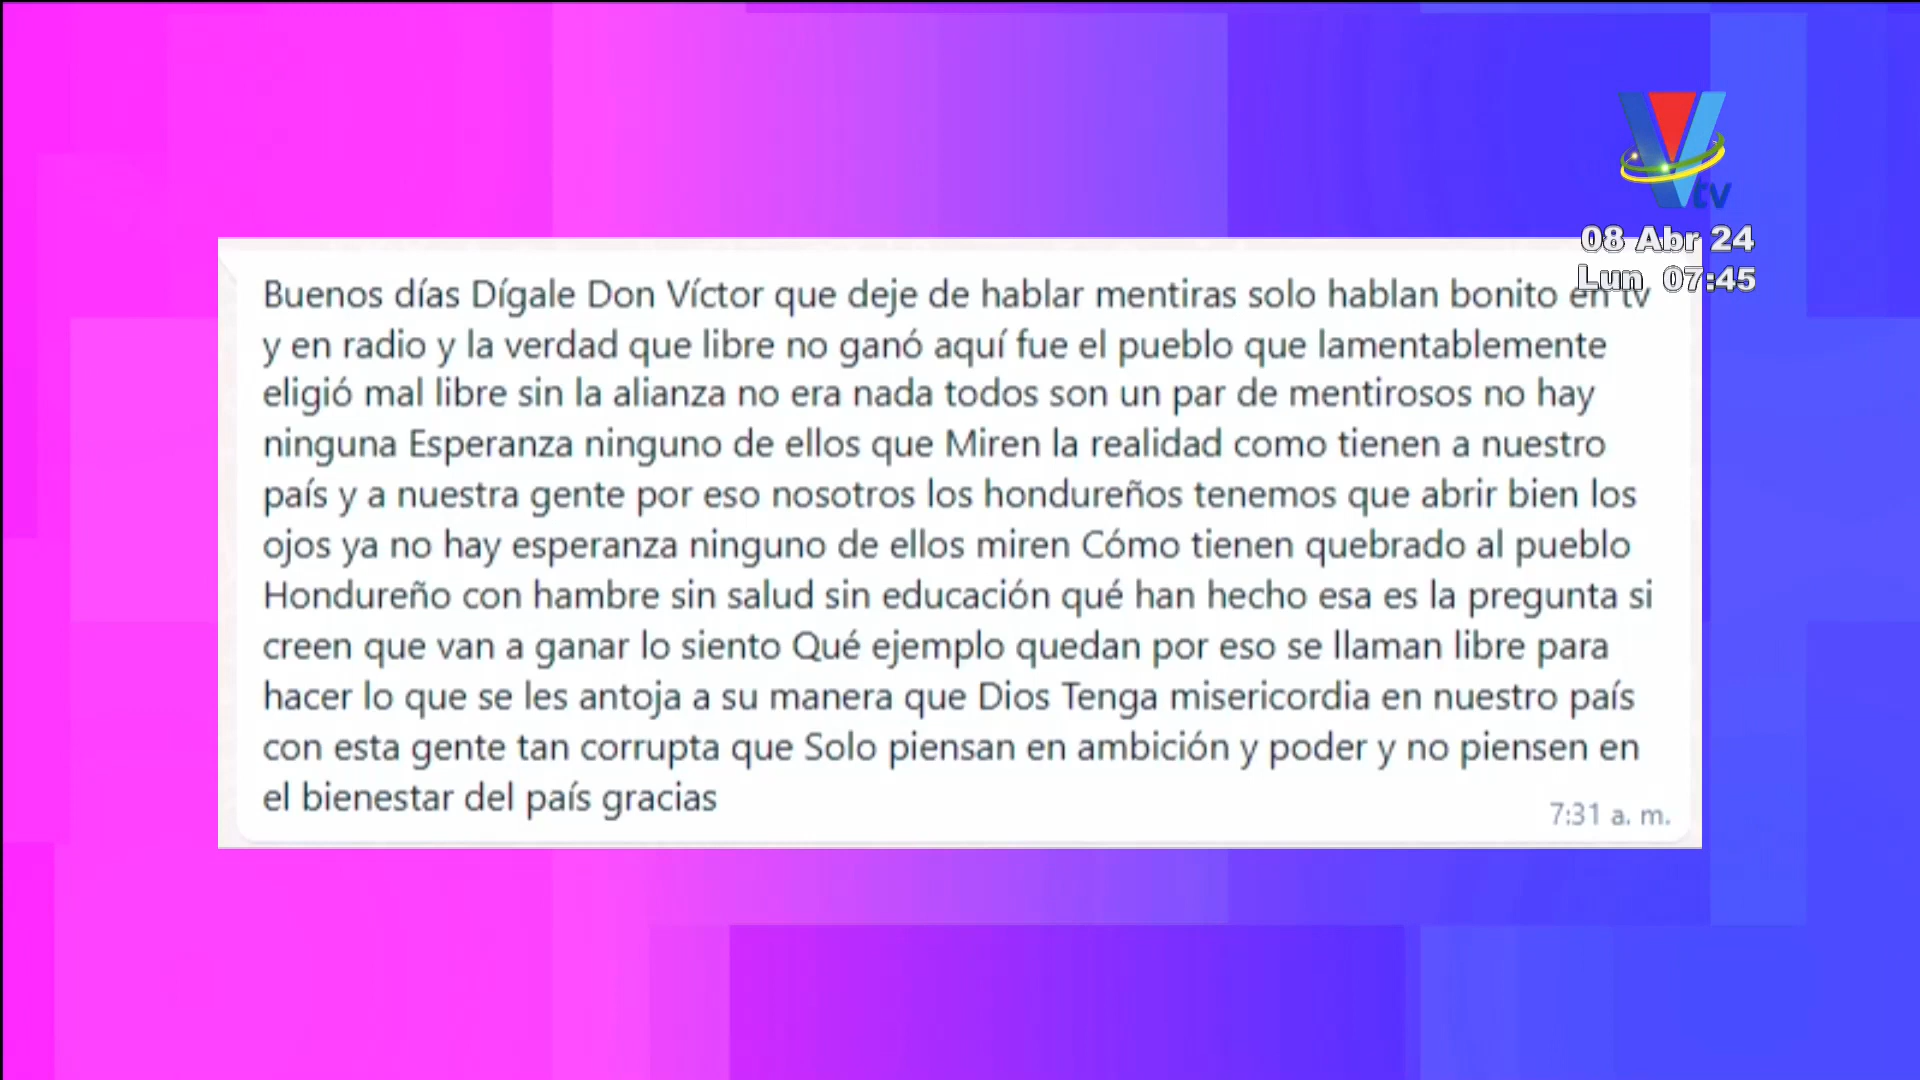 tv
08 Abr 24
Lun 07:45
Buenos días Dígale Don Víctor que deje de hablar mentiras solo hablan bonito en tv
y en radio y la verdad que libre no ganó aquí fue el pueblo que lamentablemente
eligió mal libre sin la alianza no era nada todos son un par de mentirosos no hay
ninguna Esperanza ninguno de ellos que Miren la realidad como tienen a nuestro
país y a nuestra gente por eso nosotros los hondureños tenemos que abrir bien los
ojos ya no hay esperanza ninguno de ellos miren Cómo tienen quebrado al pueblo
Hondureño con hambre sin salud sin educación qué han hecho esa es la pregunta si
creen que van a ganar lo siento Qué ejemplo quedan por eso se llaman libre para
hacer lo que se les antoja a su manera que Dios Tenga misericordia en nuestro país
con esta gente tan corrupta que Solo piensan en ambición y poder y no piensen en
el bienestar del país gracias
7:31 a. m.